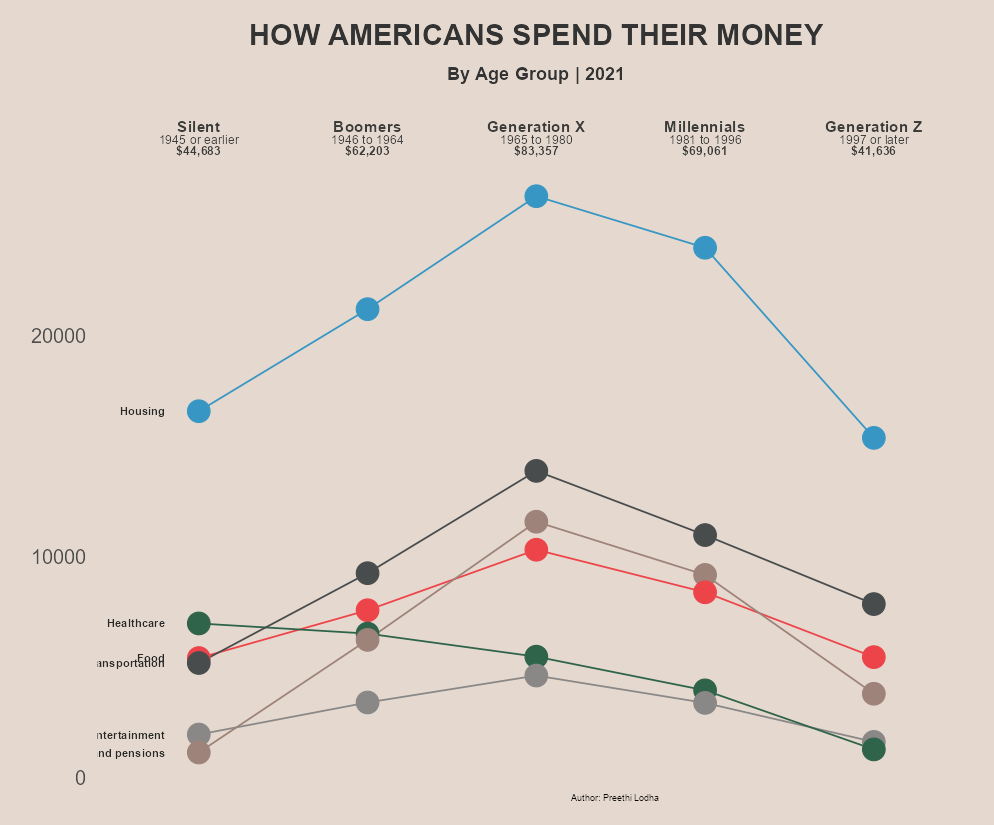 HOW AMERICANS SPEND THEIR MONEY
By Age Group | 2021
Silent
1945 or earlier
$44,683
Boomers
1946 to 1964
$62,203
Generation X
1965 to 1980
$83,357
Millennials
1981 to 1996
$69,061
Generation Z
1997 or later
$41,636
20000
Housing
10000
Healthcare
Food
ansportation
ntertainment
nd pensions
0
Author: Preethi Lodha